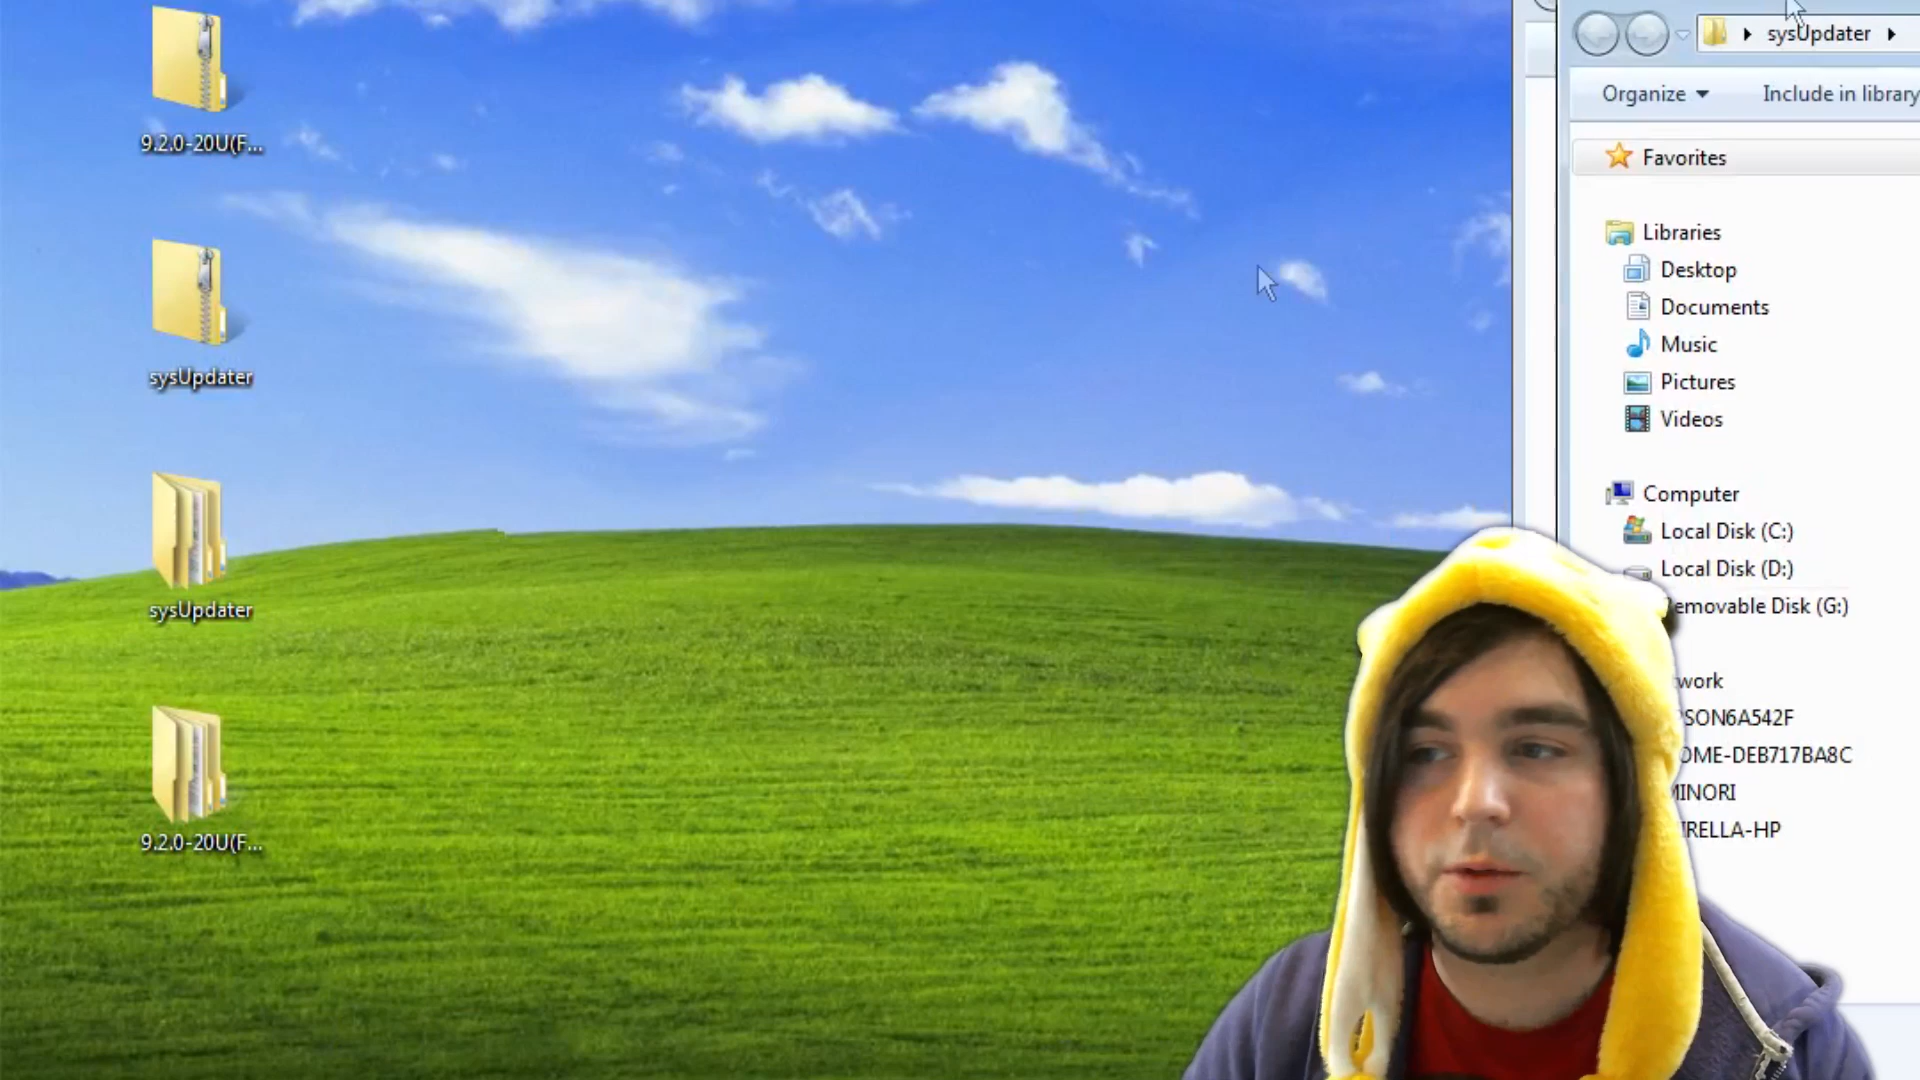 9.2.0-20U(F...
sysUpdater
sysUpdater
9.2.0-20U(F...
sysUpdater
Organize
Include in library
Favorites
Libraries
Desktop
Documents
Music
Pictures
Videos
Computer
Local Disk (C:)
Local Disk (D:)
emovable Disk (G:)
work
SON6A542F
OME-DEB717BA8C
MINORI
RELLA-HP